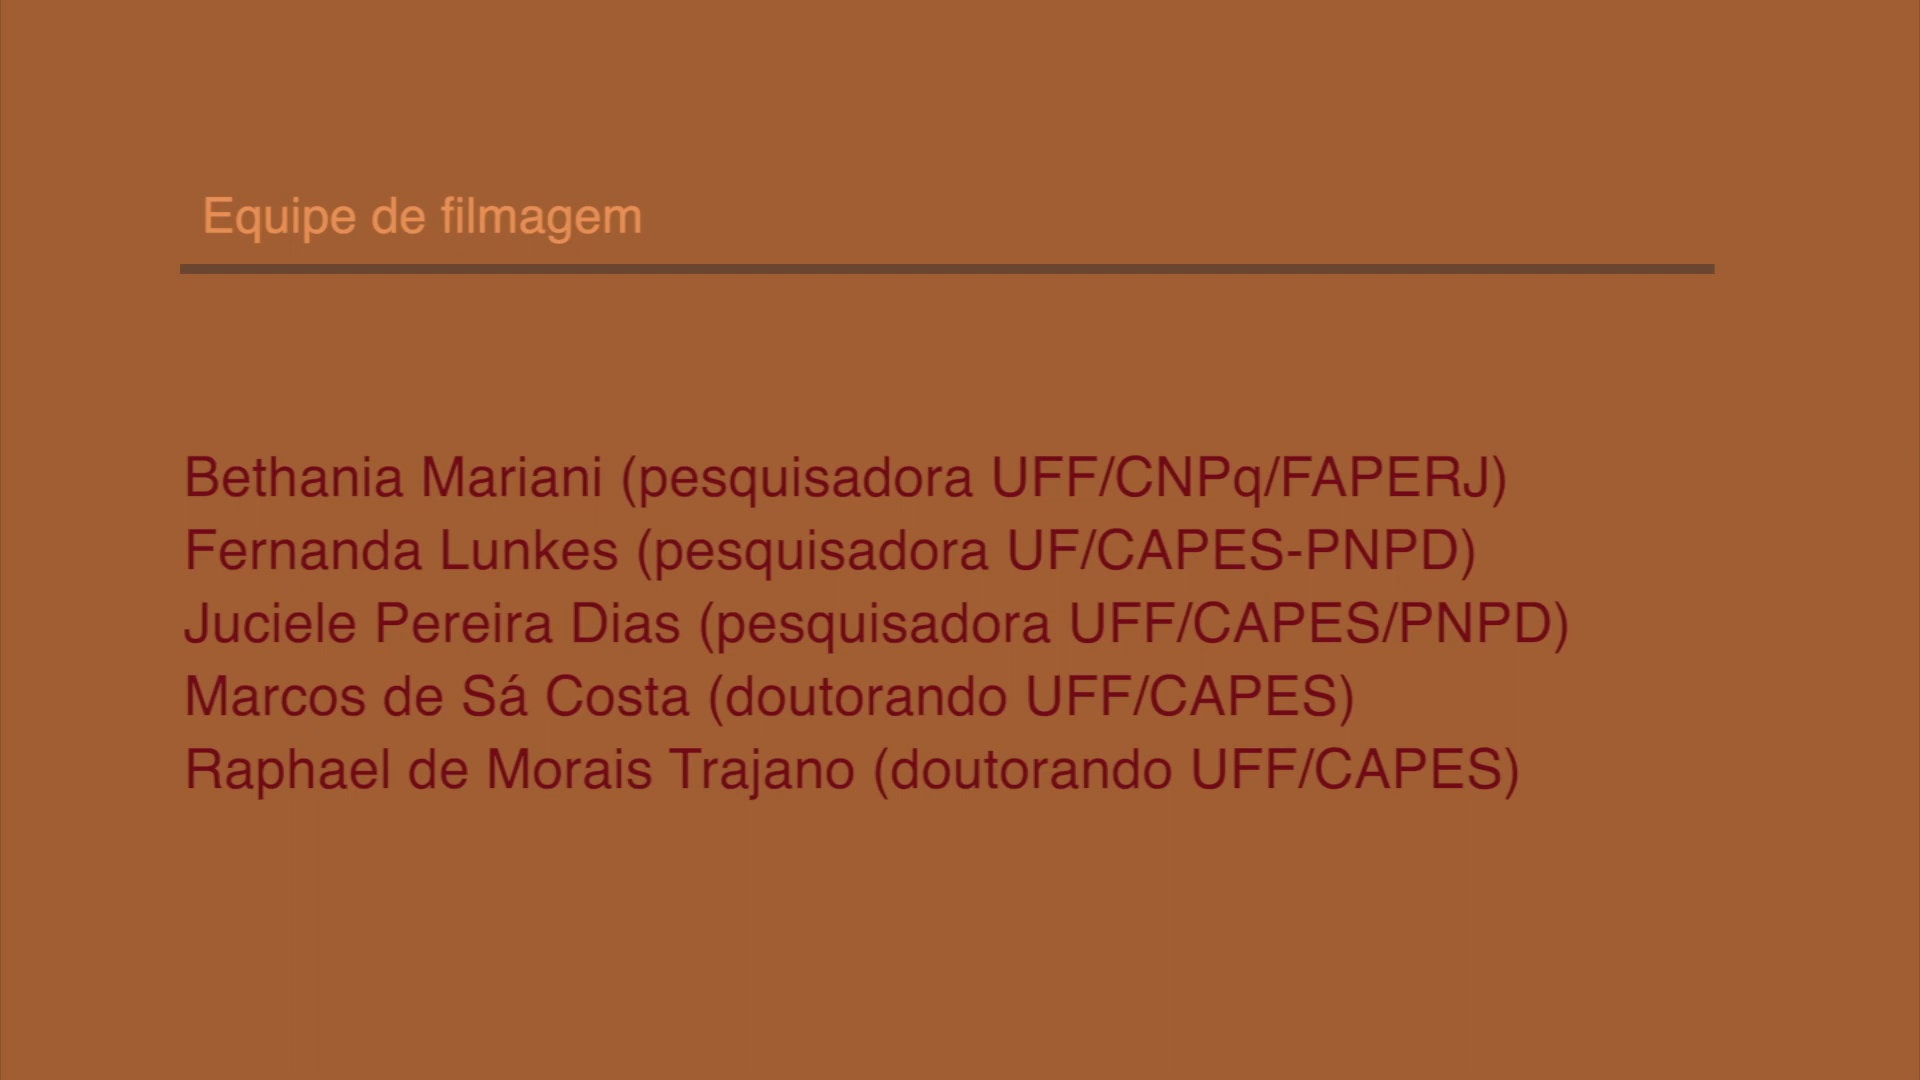 Equipe de filmagem
Bethania Mariani (pesquisadora UFF/CNPq/FAPERJ)
Fernanda Lunkes (pesquisadora UF/CAPES-PNPD)
Juciele Pereira Dias (pesquisadora UFF/CAPES/PNPD)
Marcos de Sá Costa (doutorando UFF/CAPES)
Raphael de Morais Trajano (doutorando UFF/CAPES)